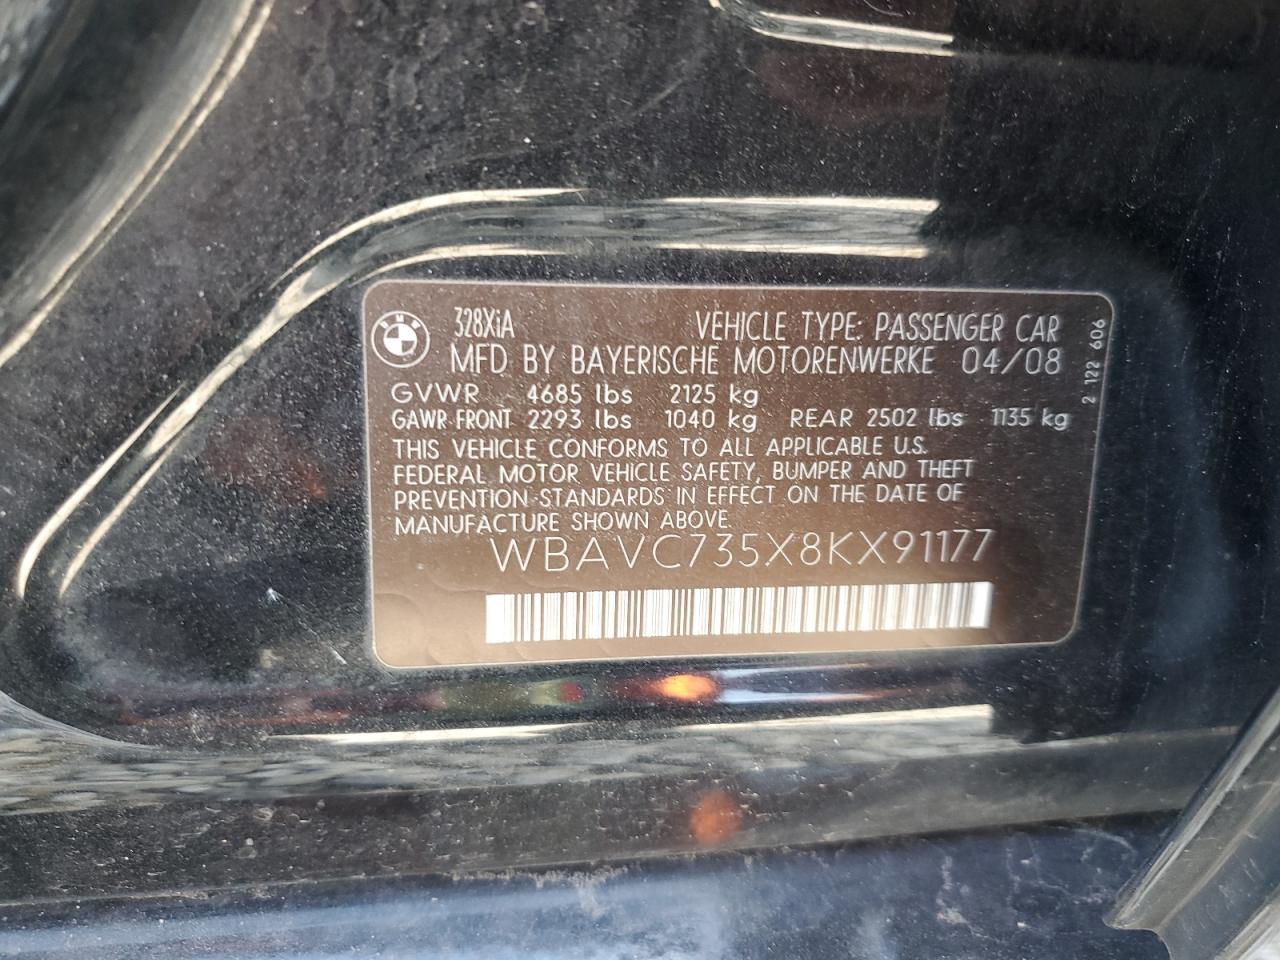 BMW
328XiA VEHICLE TYPE: PASSENGER CAR
MFD BY BAYERISCHE MOTORENWERKE 04/08
GVWR 4685 lbs 2125 kg
GAWR FRONT 2293 lbs 1040 kg REAR 2502 lbs 1135 kg
THIS VEHICLE CONFORMS TO ALL APPLICABLE U.S.
FEDERAL MOTOR VEHICLE SAFETY, BUMPER AND THEFT
PREVENTION STANDARDS IN EFFECT ON THE DATE OF
MANUFACTURE SHOWN ABOVE.
WBAVC735X8KX91177
2 122 606